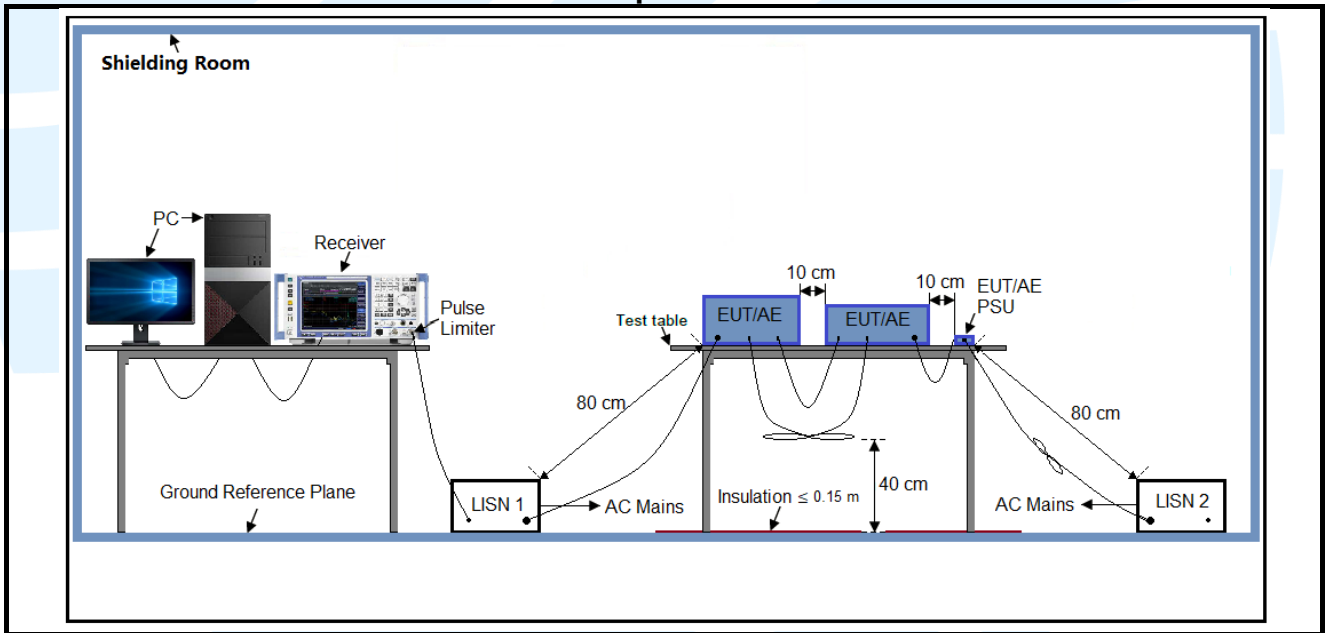 Shielding Room
PC
Receiver
Pulse
Limiter
10 cm
10 cm
EUT/AE
PSU
Test table
EUT/AE
EUT/AE
80 cm
80 cm
40 cm
Ground Reference Plane
LISN 1
AC Mains
Insulation ≤ 0.15 m
AC Mains
LISN 2